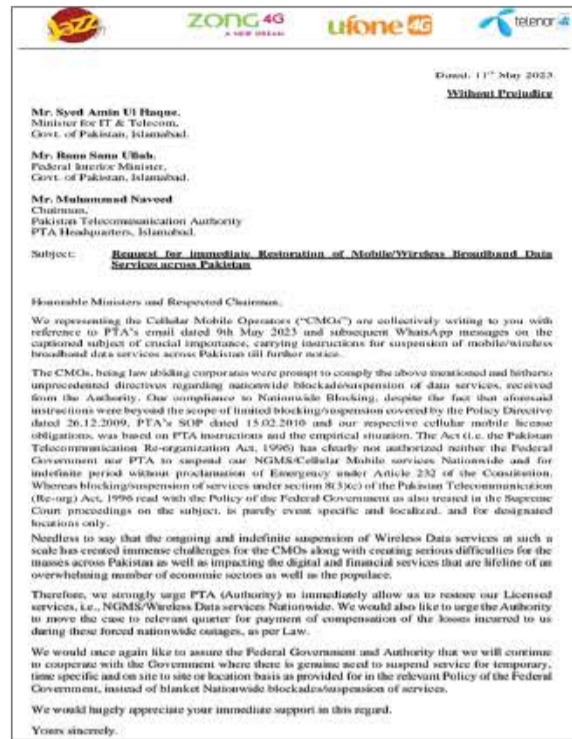 Jazz
ZONG 4G
A NEW DREAM
ufone 4G
telenor
Dated: 11th May 2023
Without Prejudice
Mr. Syed Amin Ul Haque,
Minister for IT & Telecom,
Govt. of Pakistan, Islamabad.
Mr. Rana Sana Ullah,
Federal Interior Minister,
Govt. of Pakistan, Islamabad.
Mr. Muhammad Naveed
Chairman,
Pakistan Telecommunication Authority
PTA Headquarters, Islamabad.
Subject: Request for immediate Restoration of Mobile/Wireless Broadband Data
Services across Pakistan
Honorable Ministers and Respected Chairman,
We representing the Cellular Mobile Operators ("CMOs") are collectively writing to you with
reference to PTA's email dated 9th May 2023 and subsequent WhatsApp messages on the
captioned subject of crucial importance, carrying instructions for suspension of mobile/wireless
broadband data services across Pakistan till further notice.
The CMOs, being law abiding corporates were prompt to comply the above mentioned and hitherto
unprecedented directives regarding nationwide blockade/suspension of data services, received
from the Authority. Our compliance to Nationwide Blocking, despite the fact that aforesaid
instructions were beyond the scope of limited blocking/suspension covered by the Policy Directive
dated 26.12.2009, PTA's SOP dated 15.02.2010 and our respective cellular mobile license
obligations, was based on PTA instructions and the empirical situation. The Act (i.e. the Pakistan
Telecommunication Re-organization Act, 1996) has clearly not authorized neither the Federal
Government nor PTA to suspend our NGMS/Cellular Mobile services Nationwide and for
indefinite period without proclamation of Emergency under Article 232 of the Constitution.
Whereas blocking/suspension of services under section 8(3)(c) of the Pakistan Telecommunication
(Re-org) Act, 1996 read with the Policy of the Federal Government as also treated in the Supreme
Court proceedings on the subject, is purely event specific and localized, and for designated
locations only.
Needless to say that the ongoing and indefinite suspension of Wireless Data services at such a
scale has created immense challenges for the CMOs along with creating serious difficulties for the
masses across Pakistan as well as impacting the digital and financial services that are lifeline of an
overwhelming number of economic sectors as well as the populace.
Therefore, we strongly urge PTA (Authority) to immediately allow us to restore our Licensed
services, i.e., NGMS/Wireless Data services Nationwide. We would also like to urge the Authority
to move the case to relevant quarter for payment of compensation of the losses incurred to us
during these forced nationwide outages, as per Law.
We would once again like to assure the Federal Government and Authority that we will continue
to cooperate with the Government where there is genuine need to suspend service for temporary,
time specific and on site to site or location basis as provided for in the relevant Policy of the Federal
Government, instead of blanket Nationwide blockades/suspension of services.
We would hugely appreciate your immediate support in this regard.
Yours sincerely,